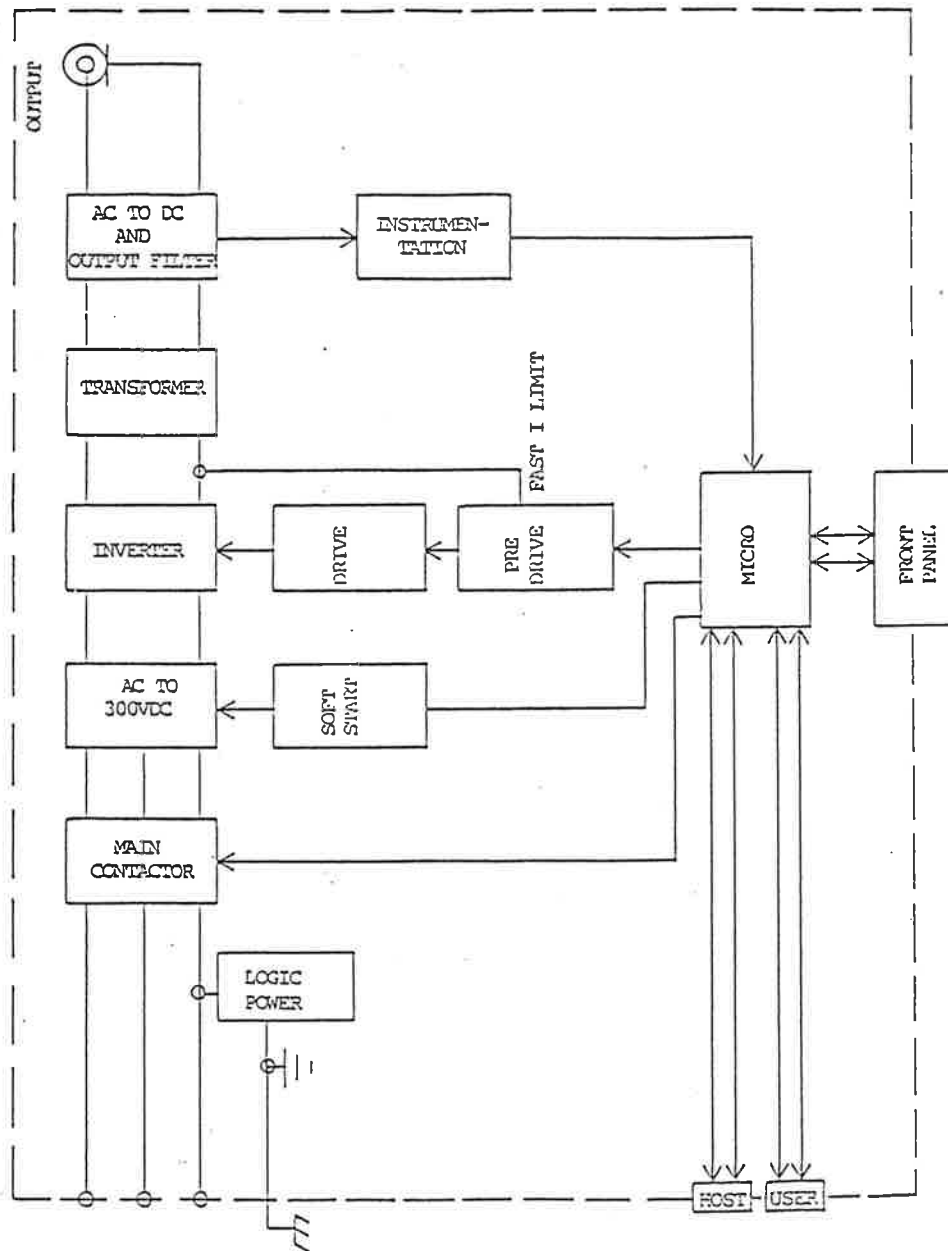 OUTPUT
AC TO DC
AND
OUTPUT FILTER
INSTRUMEN-
TATION
TRANSFORMER
FAST I LIMIT
INVERTER
DRIVE
PRE
DRIVE
MICRO
FRONT
PANEL
AC TO
300VDC
SOFT
START
MAIN
CONTACTOR
LOGIC
POWER
HOST
USER